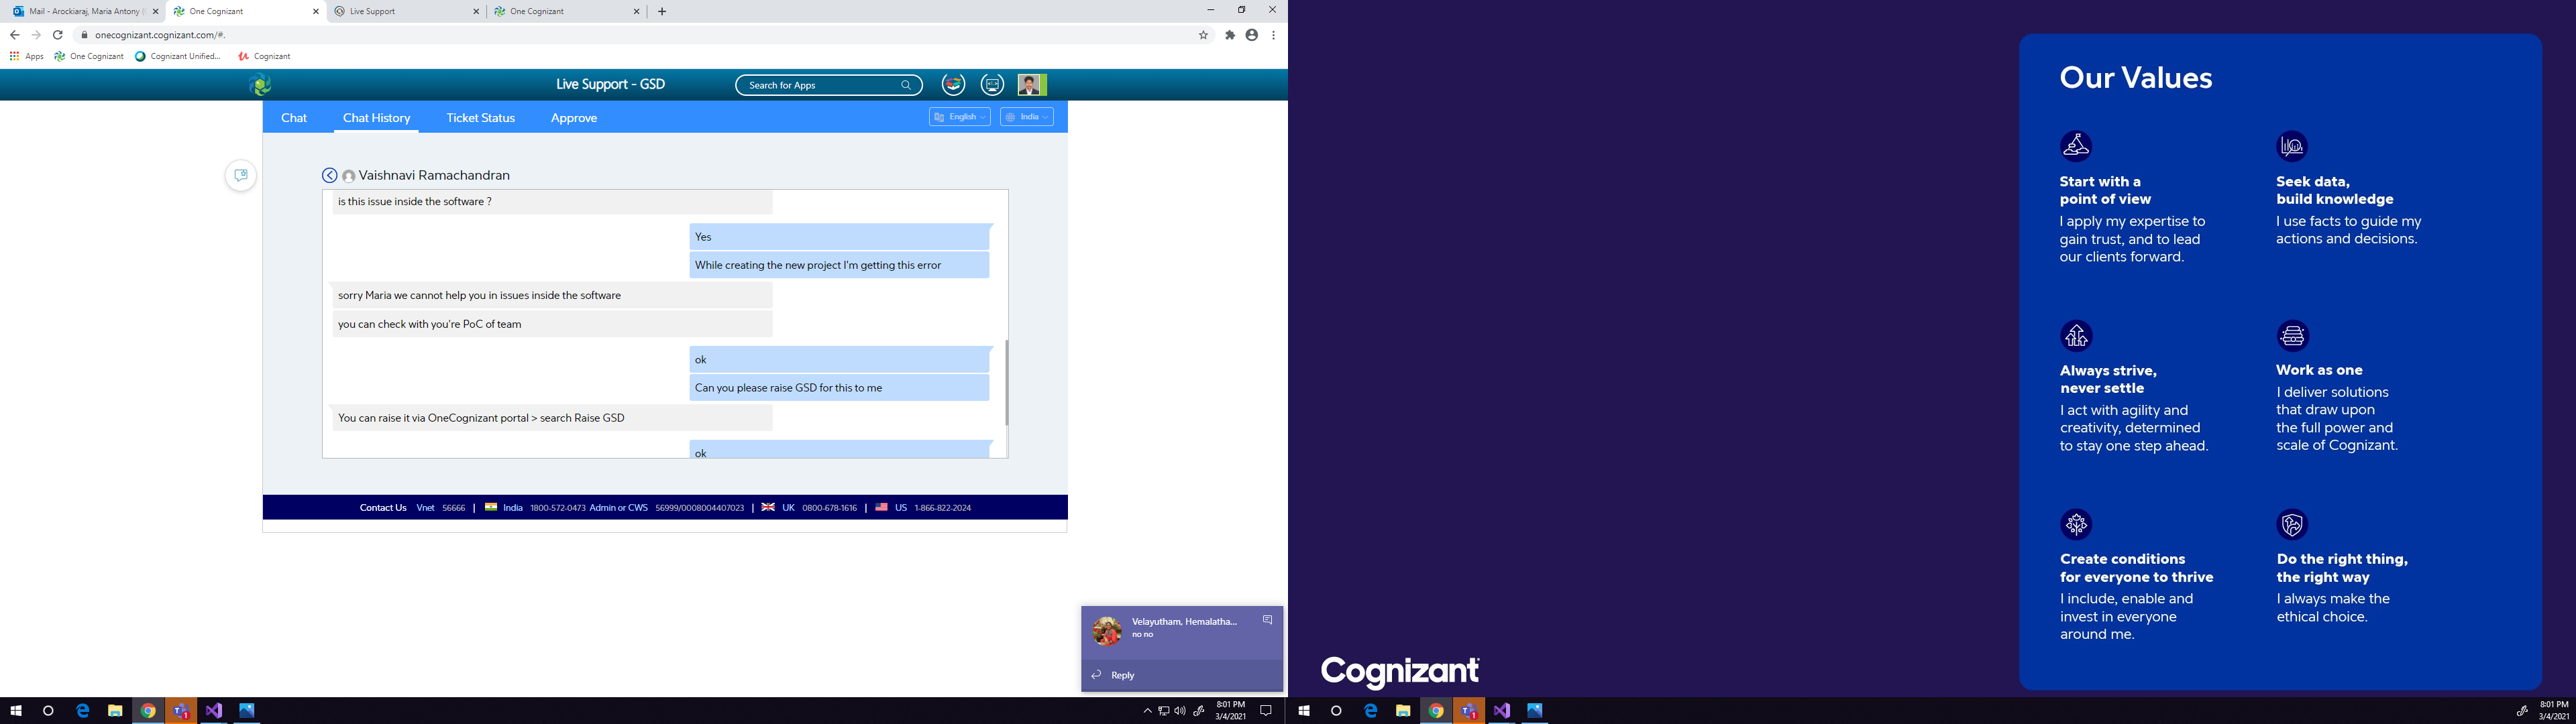 Mail - Arockiaraj, Maria Antony (
One Cognizant
Live Support
One Cognizant
onecognizant.cognizant.com/#.
Apps
One Cognizant
Cognizant Unified...
Cognizant
Live Support - GSD
Search for Apps
Chat
Chat History
Ticket Status
Approve
English
India
Vaishnavi Ramachandran
is this issue inside the software ?
Yes
While creating the new project I'm getting this error
sorry Maria we cannot help you in issues inside the software
you can check with you're PoC of team
ok
Can you please raise GSD for this to me
You can raise it via OneCognizant portal > search Raise GSD
ok
Contact Us Vnet 56666 | India 1800-572-0473 Admin or CWS 56999/0008004407023 | UK 0800-678-1616 | US 1-866-822-2024
Velayutham, Hemalatha...
no no
Reply
8:01 PM
3/4/2021
Our Values
Start with a
point of view
I apply my expertise to
gain trust, and to lead
our clients forward.
Seek data,
build knowledge
I use facts to guide my
actions and decisions.
Always strive,
never settle
I act with agility and
creativity, determined
to stay one step ahead.
Work as one
I deliver solutions
that draw upon
the full power and
scale of Cognizant.
Create conditions
for everyone to thrive
I include, enable and
invest in everyone
around me.
Do the right thing,
the right way
I always make the
ethical choice.
Cognizant
8:01 PM
3/4/2021